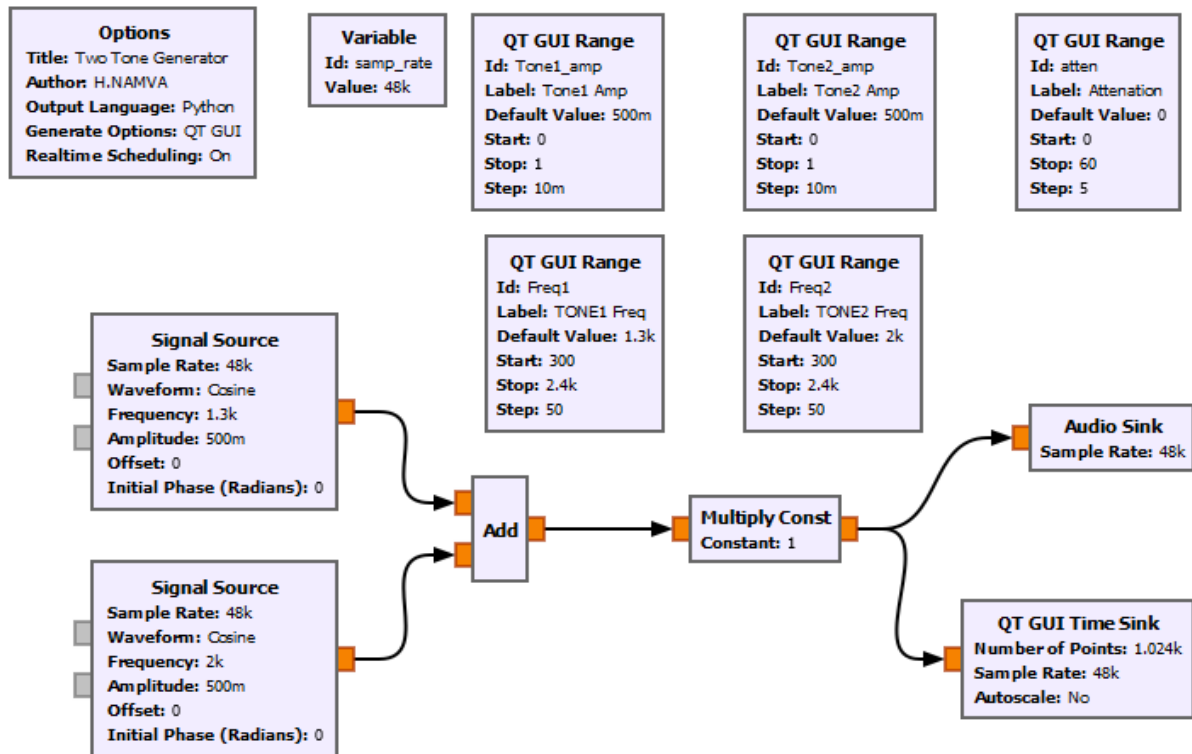 Options
Title: Two Tone Generator
Author: H.NAMVA
Output Language: Python
Generate Options: QT GUI
Realtime Scheduling: On
Variable
Id: samp_rate
Value: 48k
QT GUI Range
Id: Tone1_amp
Label: Tone1 Amp
Default Value: 500m
Start: 0
Stop: 1
Step: 10m
QT GUI Range
Id: Tone2_amp
Label: Tone2 Amp
Default Value: 500m
Start: 0
Stop: 1
Step: 10m
QT GUI Range
Id: atten
Label: Attenation
Default Value: 0
Start: 0
Stop: 60
Step: 5
QT GUI Range
Id: Freq1
Label: TONE1 Freq
Default Value: 1.3k
Start: 300
Stop: 2.4k
Step: 50
QT GUI Range
Id: Freq2
Label: TONE2 Freq
Default Value: 2k
Start: 300
Stop: 2.4k
Step: 50
Signal Source
Sample Rate: 48k
Waveform: Cosine
Frequency: 1.3k
Amplitude: 500m
Offset: 0
Initial Phase (Radians): 0
Signal Source
Sample Rate: 48k
Waveform: Cosine
Frequency: 2k
Amplitude: 500m
Offset: 0
Initial Phase (Radians): 0
Add
Multiply Const
Constant: 1
Audio Sink
Sample Rate: 48k
QT GUI Time Sink
Number of Points: 1.024k
Sample Rate: 48k
Autoscale: No